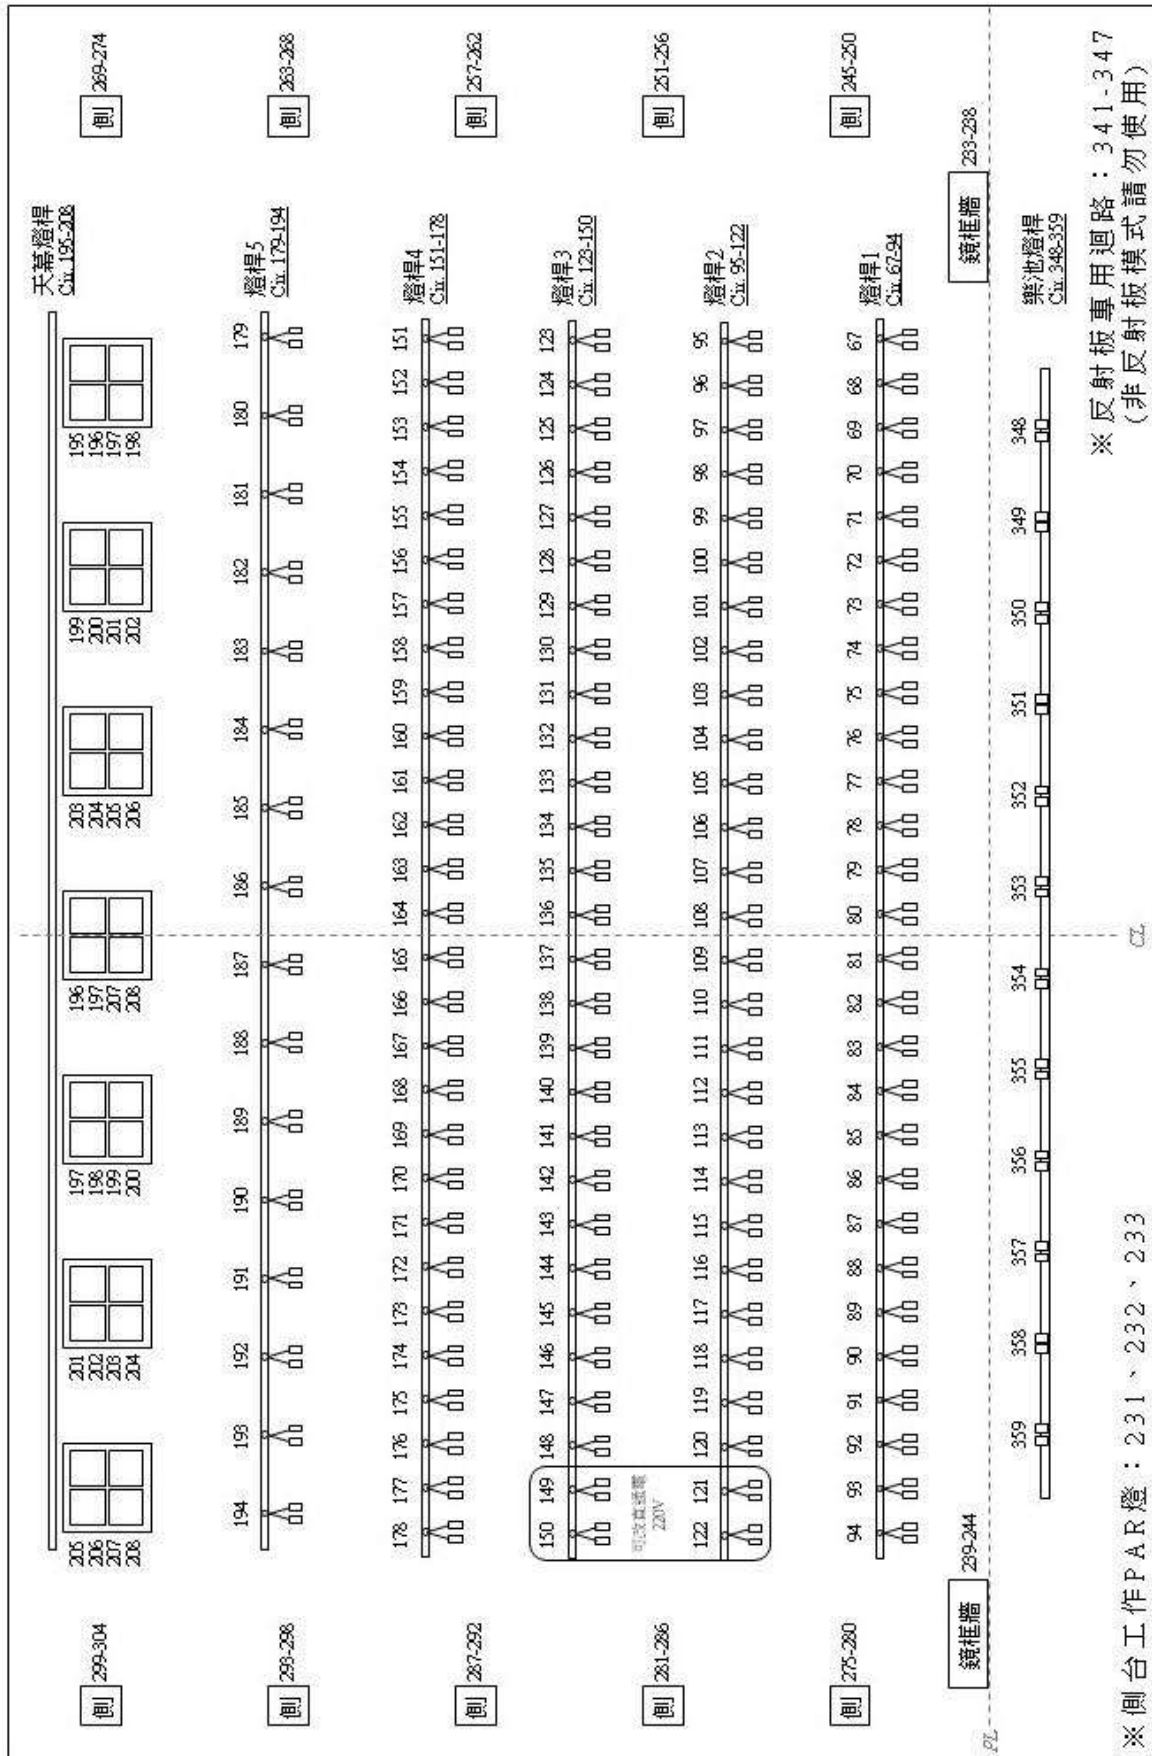 側 299-304
側 293-298
側 287-292
側 281-286
側 275-280
鏡框牆 239-244
側 269-274
側 263-268
側 257-262
側 251-256
側 245-250
鏡框牆 233-238
天幕燈桿
Cir. 195-208
205 201 197 196 203 199 195
206 202 198 197 204 200 196
207 203 199 207 205 201 197
208 204 200 208 206 202 198
燈桿5
Cir. 179-194
194 193 192 191 190 189 188 187 186 185 184 183 182 181 180 179
燈桿4
Cir. 151-178
178 177 176 175 174 173 172 171 170 169 168 167 166 165 164 163 162 161 160 159 158 157 156 155 154 153 152 151
燈桿3
Cir. 123-150
150 149 148 147 146 145 144 143 142 141 140 139 138 137 136 135 134 133 132 131 130 129 128 127 126 125 124 123
可改直通電
220V
燈桿2
Cir. 95-122
122 121 120 119 118 117 116 115 114 113 112 111 110 109 108 107 106 105 104 103 102 101 100 99 98 97 96 95
燈桿1
Cir. 67-94
94 93 92 91 90 89 88 87 86 85 84 83 82 81 80 79 78 77 76 75 74 73 72 71 70 69 68 67
PL
樂池燈桿
Cir. 348-359
359 358 357 356 355 354 353 352 351 350 349 348
CL
※側台工作PAR燈：231、232、233
※反射板專用迴路：341-347
(非反射板模式請勿使用)